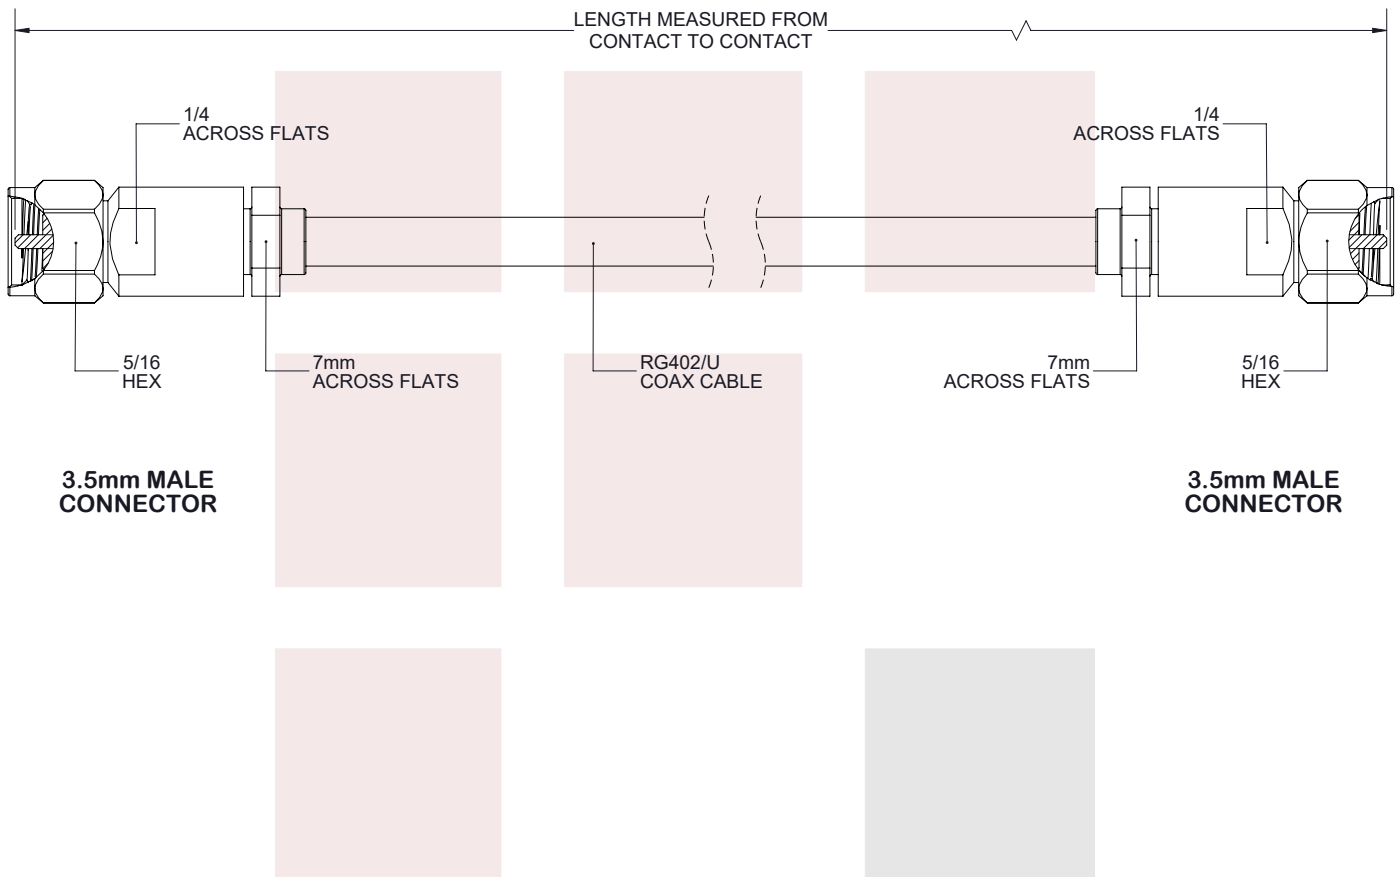 LENGTH MEASURED FROM
CONTACT TO CONTACT
1/4
ACROSS FLATS
1/4
ACROSS FLATS
5/16
HEX
7mm
ACROSS FLATS
RG402/U
COAX CABLE
7mm
ACROSS FLATS
5/16
HEX
3.5mm MALE
CONNECTOR
3.5mm MALE
CONNECTOR